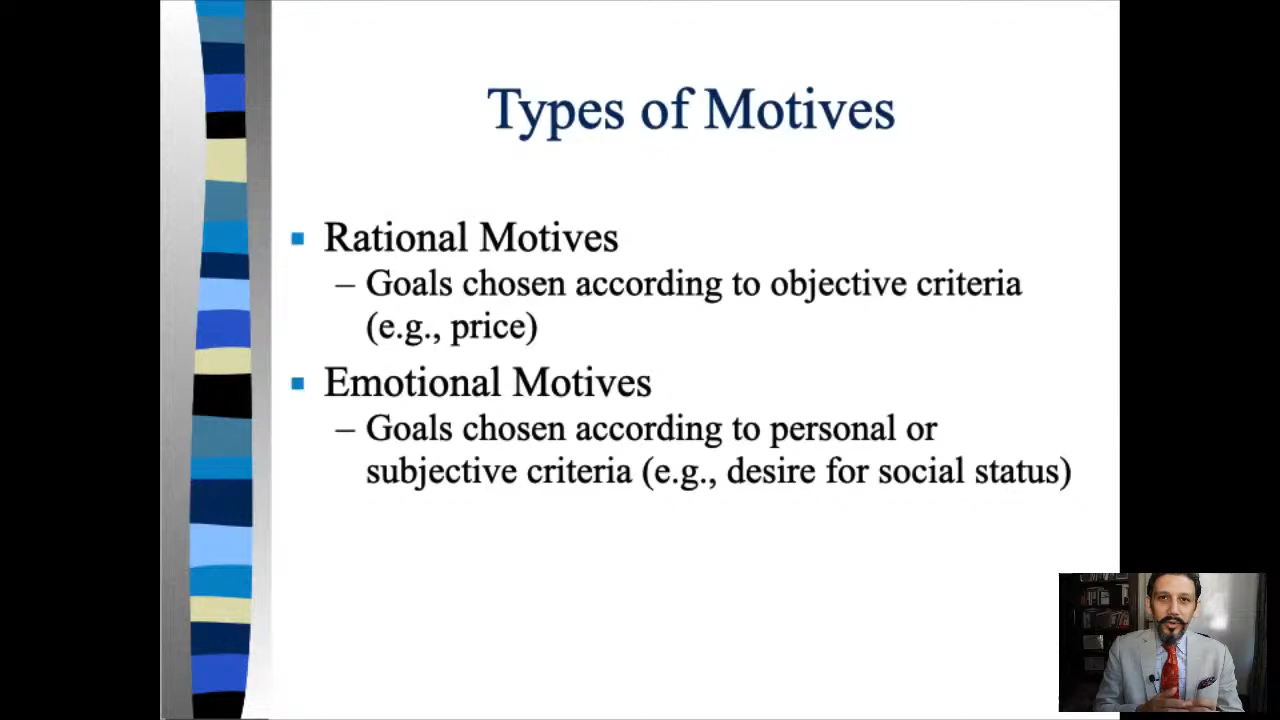 Types of Motives
▪ Rational Motives
– Goals chosen according to objective criteria
(e.g., price)
▪ Emotional Motives
– Goals chosen according to personal or
subjective criteria (e.g., desire for social status)